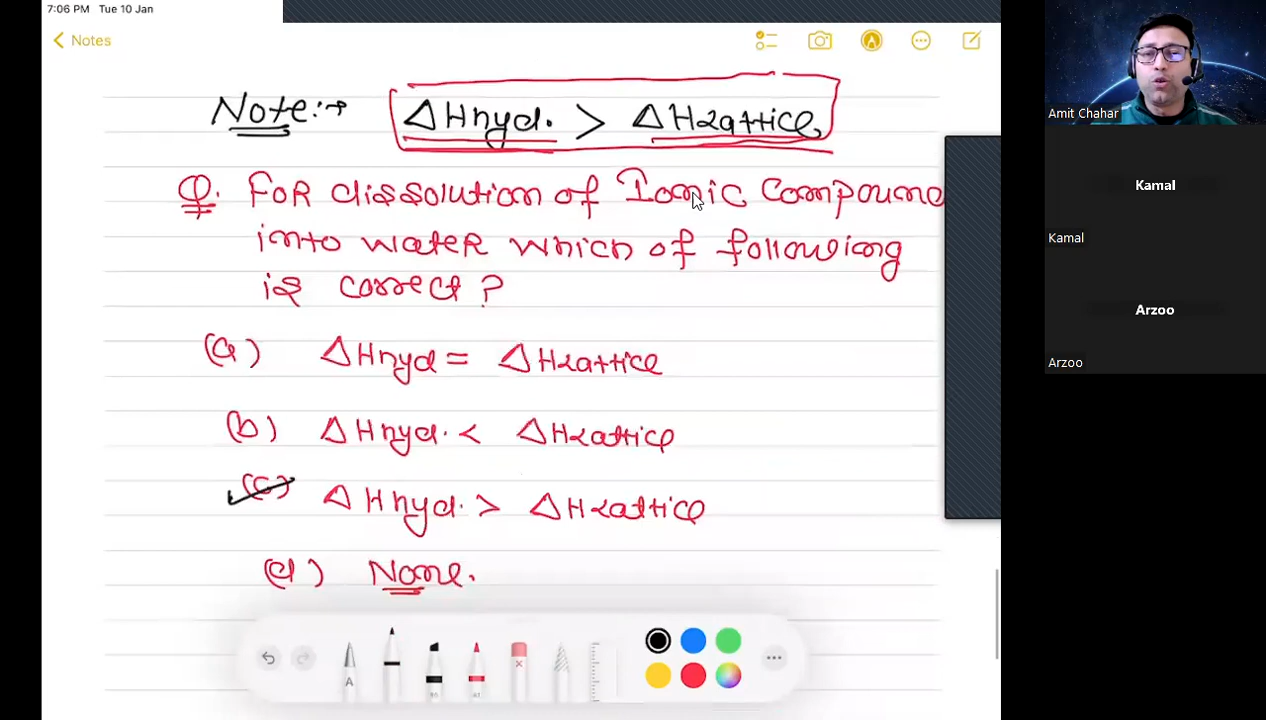 7:06 PM Tue 10 Jan
Notes
Note:→ ΔHhyd. > ΔHLattice
Amit Chahar
Q. For dissolution of Ionic Compound
Kamal
into water which of following
Kamal
is correct?
Arzoo
(a) ΔHhyd = ΔHLattice
Arzoo
(b) ΔHhyd. < ΔHLattice
(c) ΔHhyd. > ΔHLattice
(d) None.
A